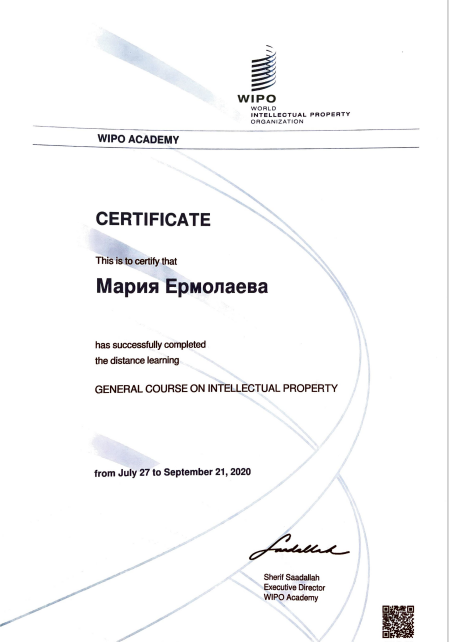 WIPO
WORLD
INTELLECTUAL PROPERTY
ORGANIZATION
WIPO ACADEMY
CERTIFICATE
This is to certify that
Мария Ермолаева
has successfully completed
the distance learning
GENERAL COURSE ON INTELLECTUAL PROPERTY
from July 27 to September 21, 2020
Sherif Saadallah
Executive Director
WIPO Academy